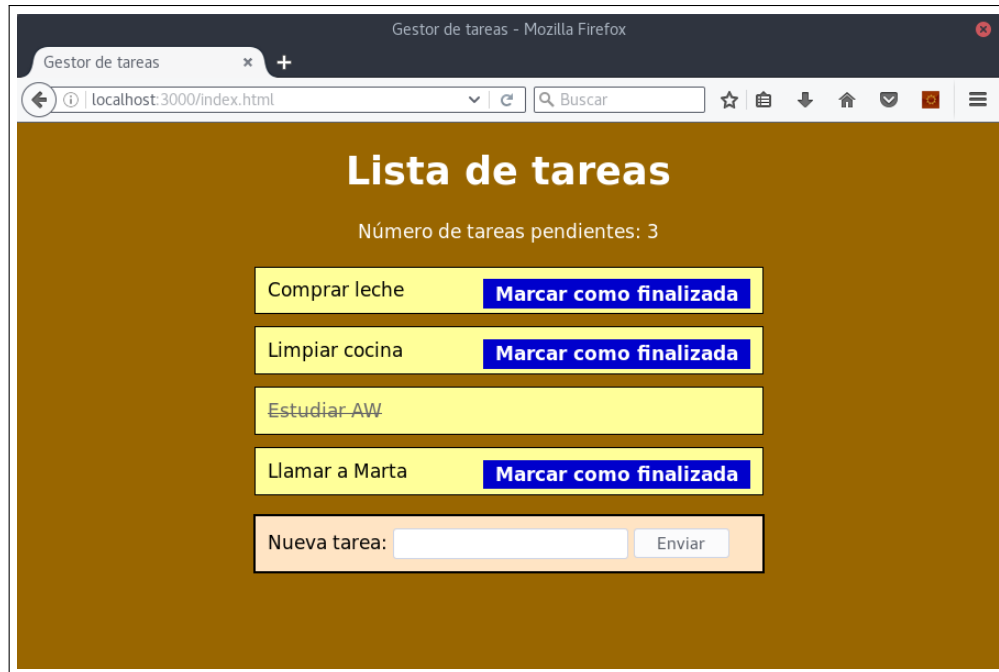 Gestor de tareas - Mozilla Firefox
Gestor de tareas
localhost:3000/index.html
Buscar
Lista de tareas
Número de tareas pendientes: 3
Comprar leche Marcar como finalizada
Limpiar cocina Marcar como finalizada
Estudiar AW
Llamar a Marta Marcar como finalizada
Nueva tarea: Enviar